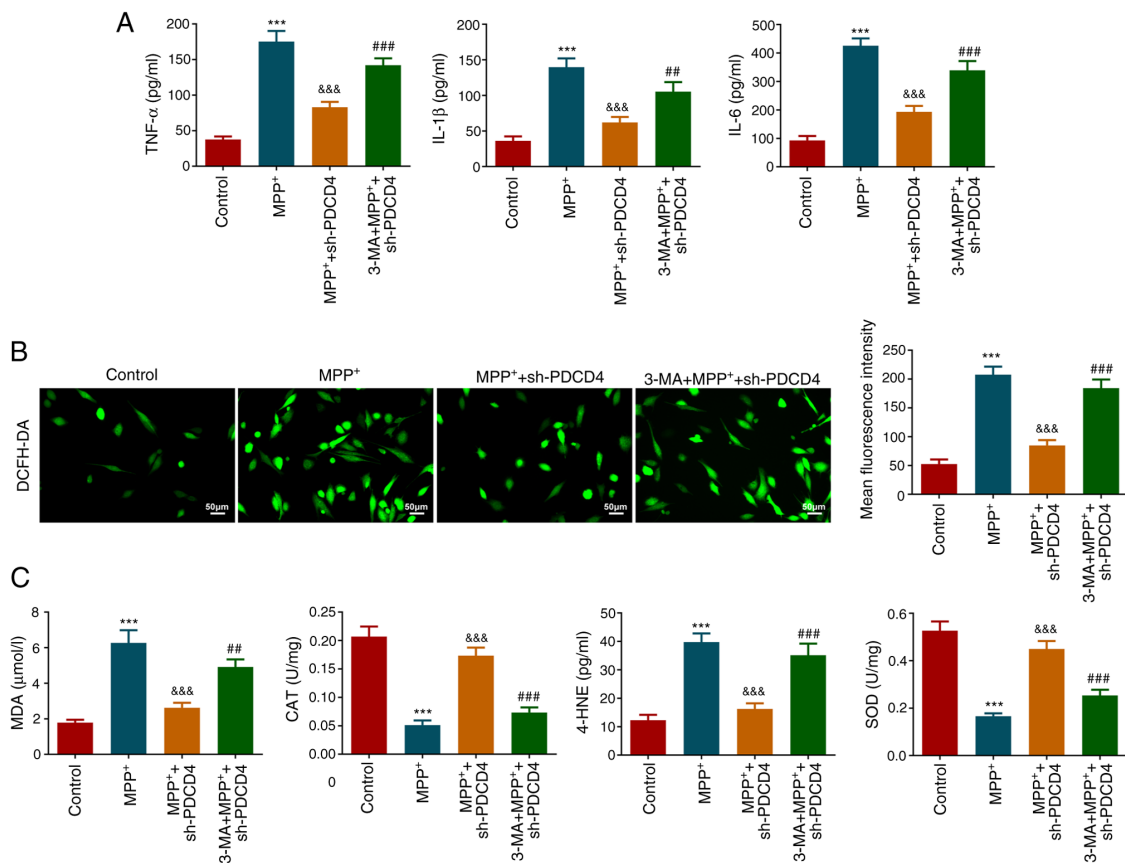 A
TNF-α (pg/ml)
200
150
100
50
0
***
&&&
###
Control
MPP⁺
MPP⁺+sh-PDCD4
3-MA+MPP⁺+
sh-PDCD4
IL-1β (pg/ml)
200
150
100
50
0
***
&&&
##
Control
MPP⁺
MPP⁺+sh-PDCD4
3-MA+MPP⁺+
sh-PDCD4
IL-6 (pg/ml)
500
400
300
200
100
0
***
&&&
###
Control
MPP⁺
MPP⁺+sh-PDCD4
3-MA+MPP⁺+
sh-PDCD4
B
Control
MPP⁺
MPP⁺+sh-PDCD4
3-MA+MPP⁺+sh-PDCD4
DCFH-DA
50μm
50μm
50μm
50μm
Mean fluorescence intensity
250
200
150
100
50
0
***
&&&
###
Control
MPP⁺
MPP⁺+
sh-PDCD4
3-MA+MPP⁺+
sh-PDCD4
C
MDA (μmol/l)
8
6
4
2
0
***
&&&
##
Control
MPP⁺
MPP⁺+
sh-PDCD4
3-MA+MPP⁺+
sh-PDCD4
CAT (U/mg)
0.25
0.20
0.15
0.10
0.05
0.00
0
***
&&&
###
Control
MPP⁺
MPP⁺+
sh-PDCD4
3-MA+MPP⁺+
sh-PDCD4
4-HNE (pg/ml)
50
40
30
20
10
0
***
&&&
###
Control
MPP⁺
MPP⁺+
sh-PDCD4
3-MA+MPP⁺+
sh-PDCD4
SOD (U/mg)
0.6
0.4
0.2
0.0
***
&&&
###
Control
MPP⁺
MPP⁺+
sh-PDCD4
3-MA+MPP⁺+
sh-PDCD4